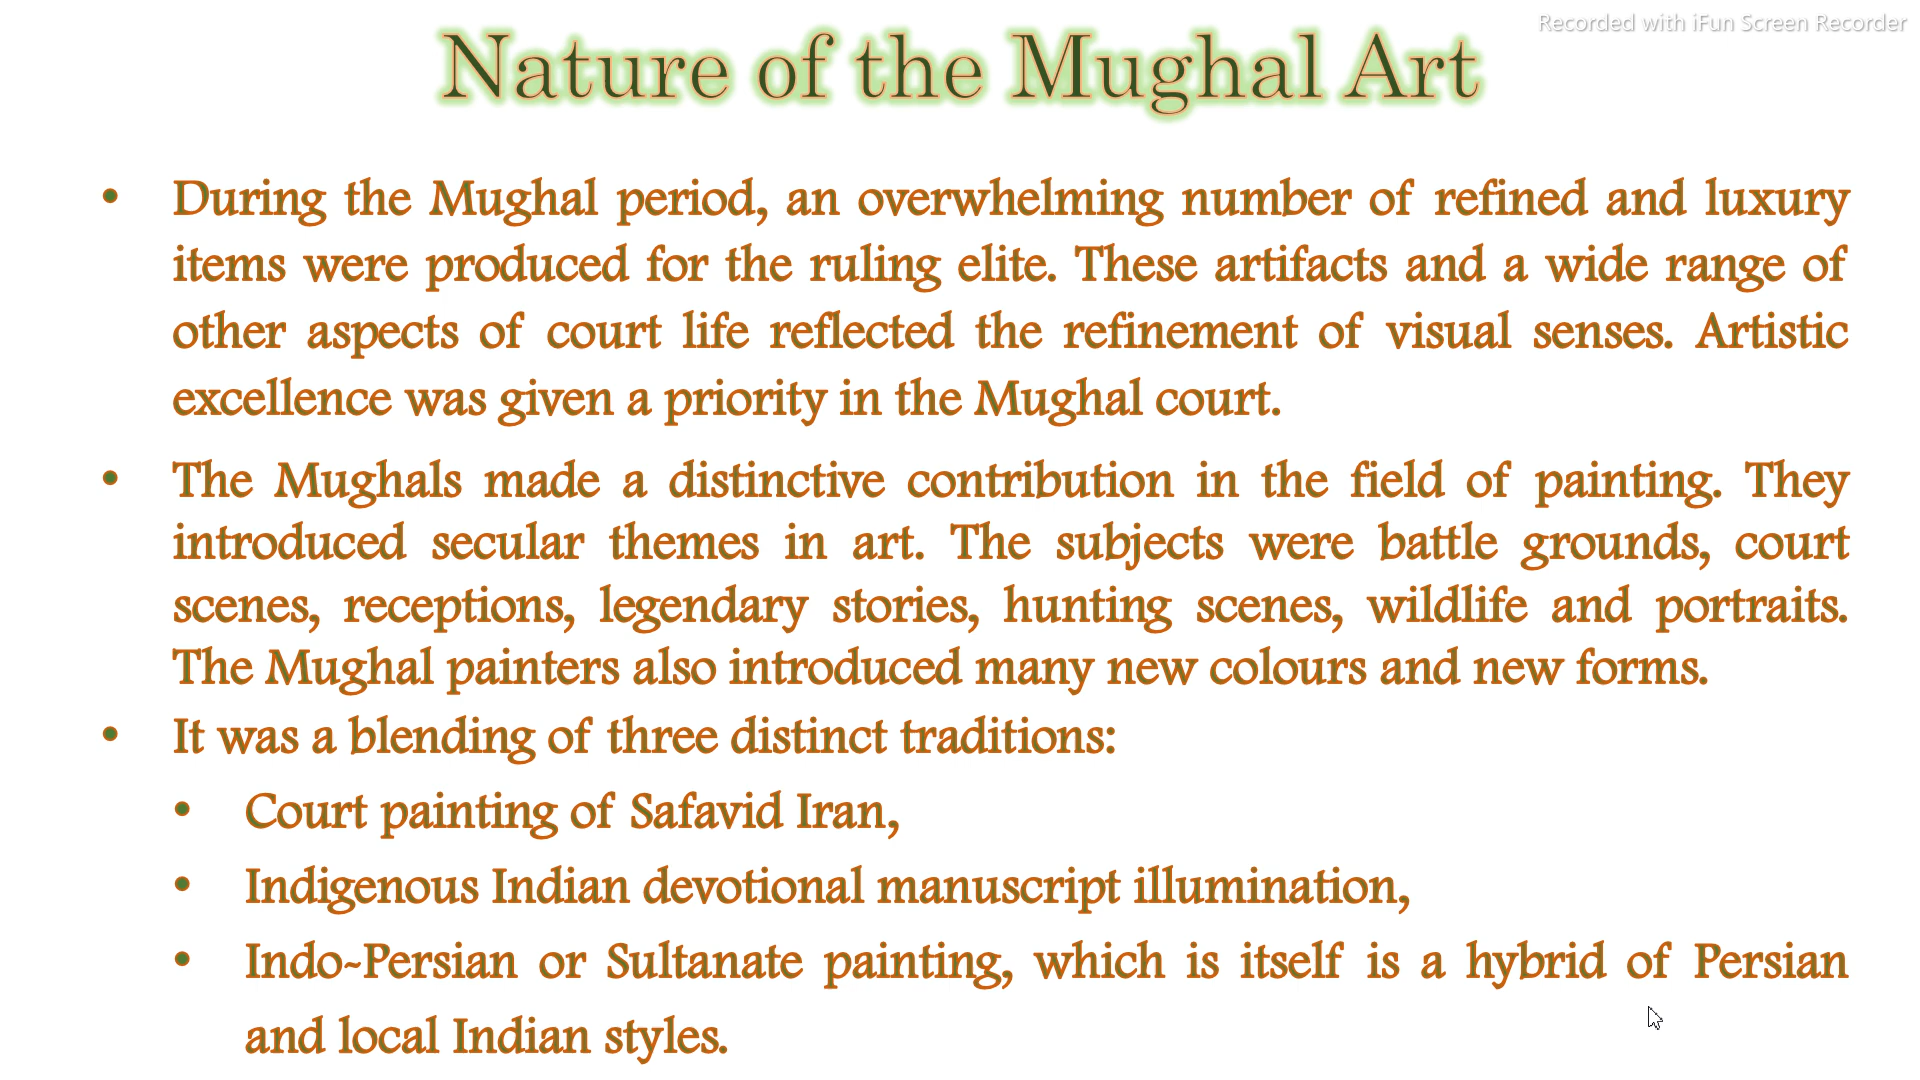 Recorded with iFun Screen Recorder
Nature of the Mughal Art
• During the Mughal period, an overwhelming number of refined and luxury
items were produced for the ruling elite. These artifacts and a wide range of
other aspects of court life reflected the refinement of visual senses. Artistic
excellence was given a priority in the Mughal court.
• The Mughals made a distinctive contribution in the field of painting. They
introduced secular themes in art. The subjects were battle grounds, court
scenes, receptions, legendary stories, hunting scenes, wildlife and portraits.
The Mughal painters also introduced many new colours and new forms.
• It was a blending of three distinct traditions:
• Court painting of Safavid Iran,
• Indigenous Indian devotional manuscript illumination,
• Indo-Persian or Sultanate painting, which is itself is a hybrid of Persian
and local Indian styles.